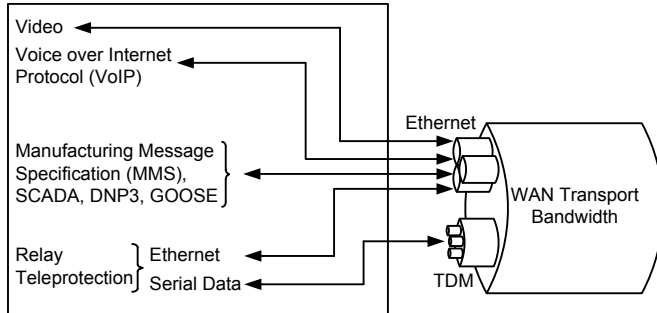 Video
Voice over Internet
Protocol (VoIP)
Manufacturing Message
Specification (MMS),
SCADA, DNP3, GOOSE
Relay
Teleprotection
Ethernet
Serial Data
Ethernet
WAN Transport
Bandwidth
TDM